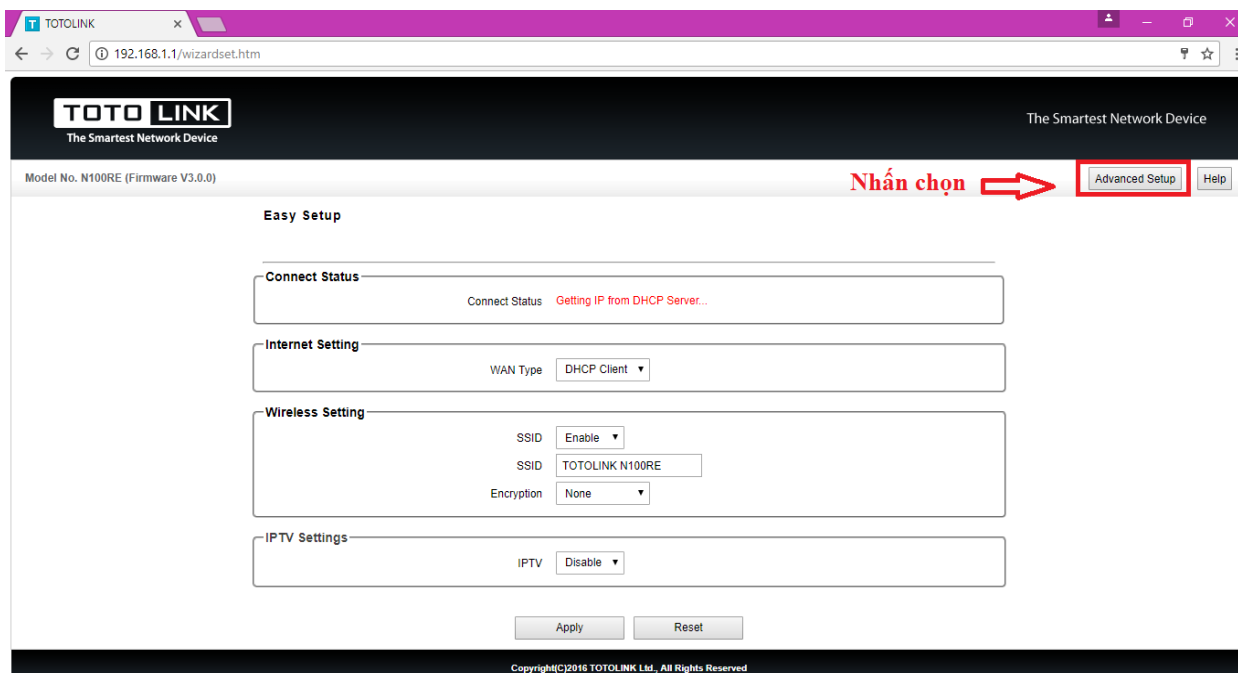 TOTOLINK
192.168.1.1/wizardset.htm
TOTO LINK
The Smartest Network Device
The Smartest Network Device
Model No. N100RE (Firmware V3.0.0)
Nhấn chọn
Advanced Setup
Help
Easy Setup
Connect Status
Connect Status Getting IP from DHCP Server...
Internet Setting
WAN Type DHCP Client
Wireless Setting
SSID Enable
SSID TOTOLINK N100RE
Encryption None
IPTV Settings
IPTV Disable
Apply Reset
Copyright(C)2016 TOTOLINK Ltd., All Rights Reserved